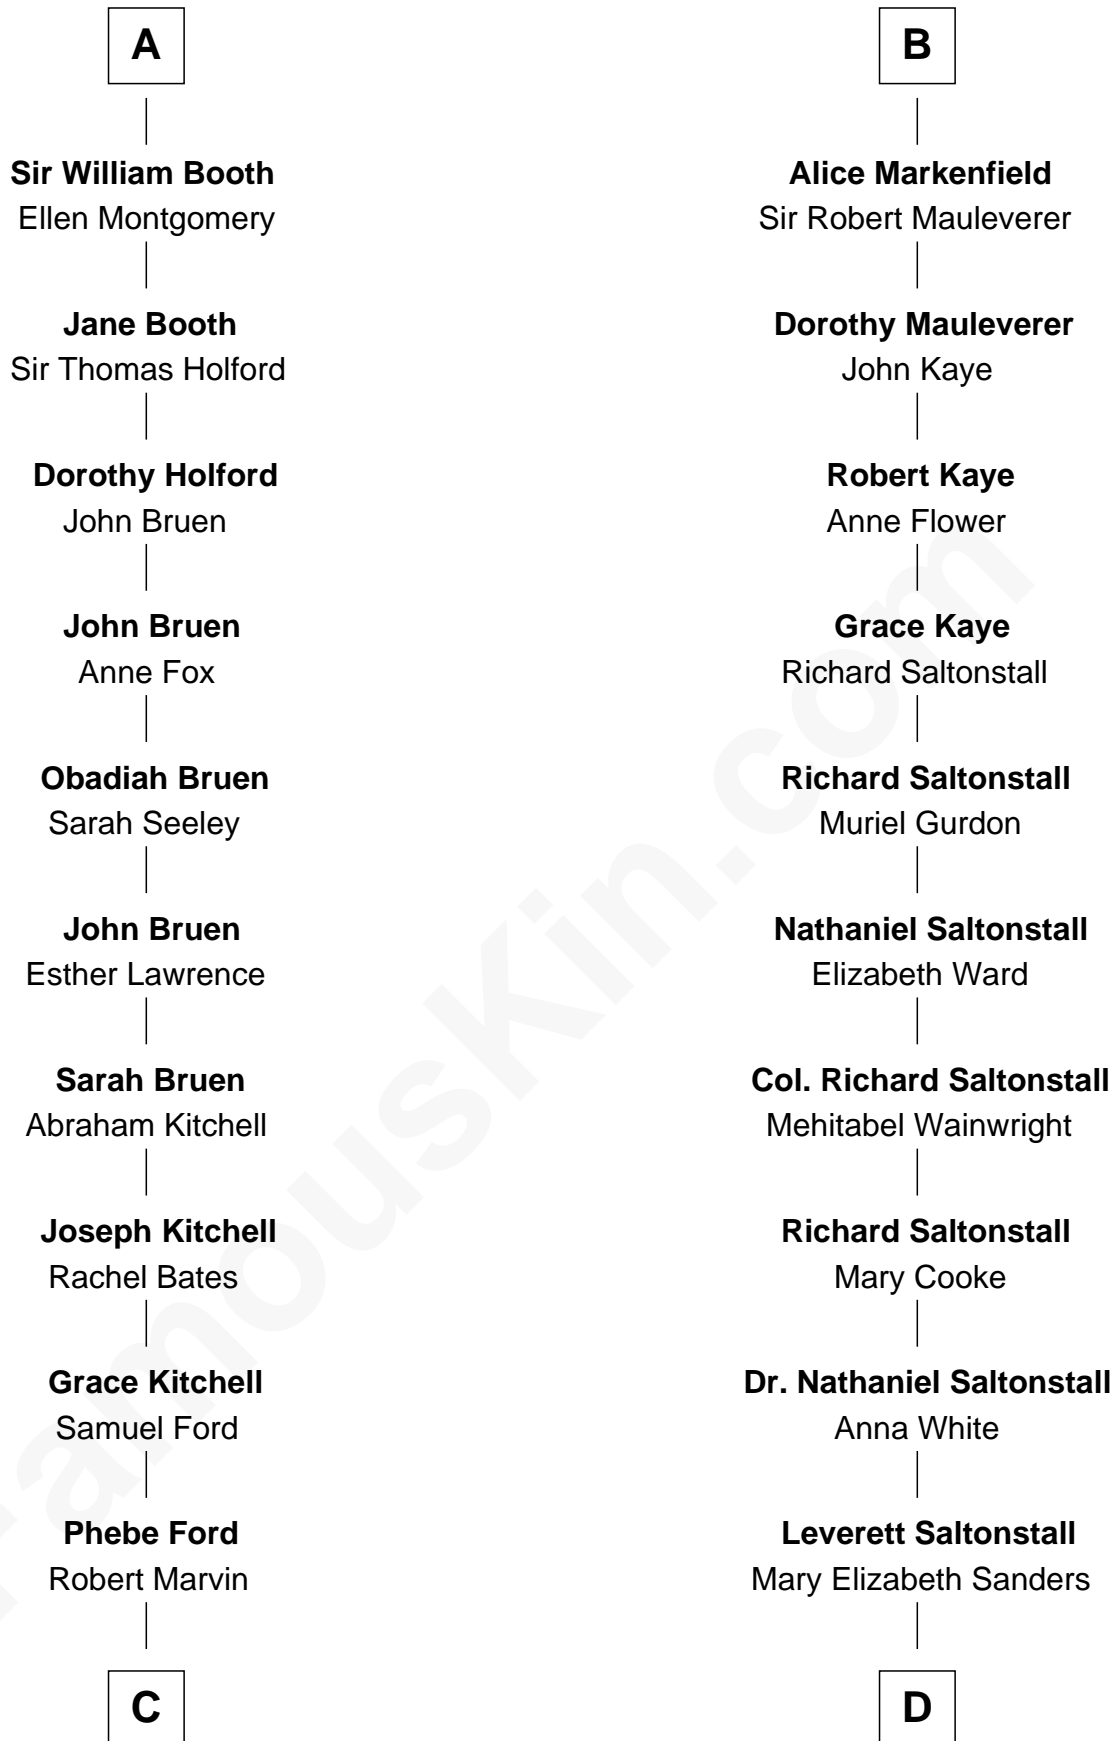 A
Sir William Booth
Ellen Montgomery
Jane Booth
Sir Thomas Holford
Dorothy Holford
John Bruen
John Bruen
Anne Fox
Obadiah Bruen
Sarah Seeley
John Bruen
Esther Lawrence
Sarah Bruen
Abraham Kitchell
Joseph Kitchell
Rachel Bates
Grace Kitchell
Samuel Ford
Phebe Ford
Robert Marvin
C
B
Alice Markenfield
Sir Robert Mauleverer
Dorothy Mauleverer
John Kaye
Robert Kaye
Anne Flower
Grace Kaye
Richard Saltonstall
Richard Saltonstall
Muriel Gurdon
Nathaniel Saltonstall
Elizabeth Ward
Col. Richard Saltonstall
Mehitabel Wainwright
Richard Saltonstall
Mary Cooke
Dr. Nathaniel Saltonstall
Anna White
Leverett Saltonstall
Mary Elizabeth Sanders
D
FamousKin.com